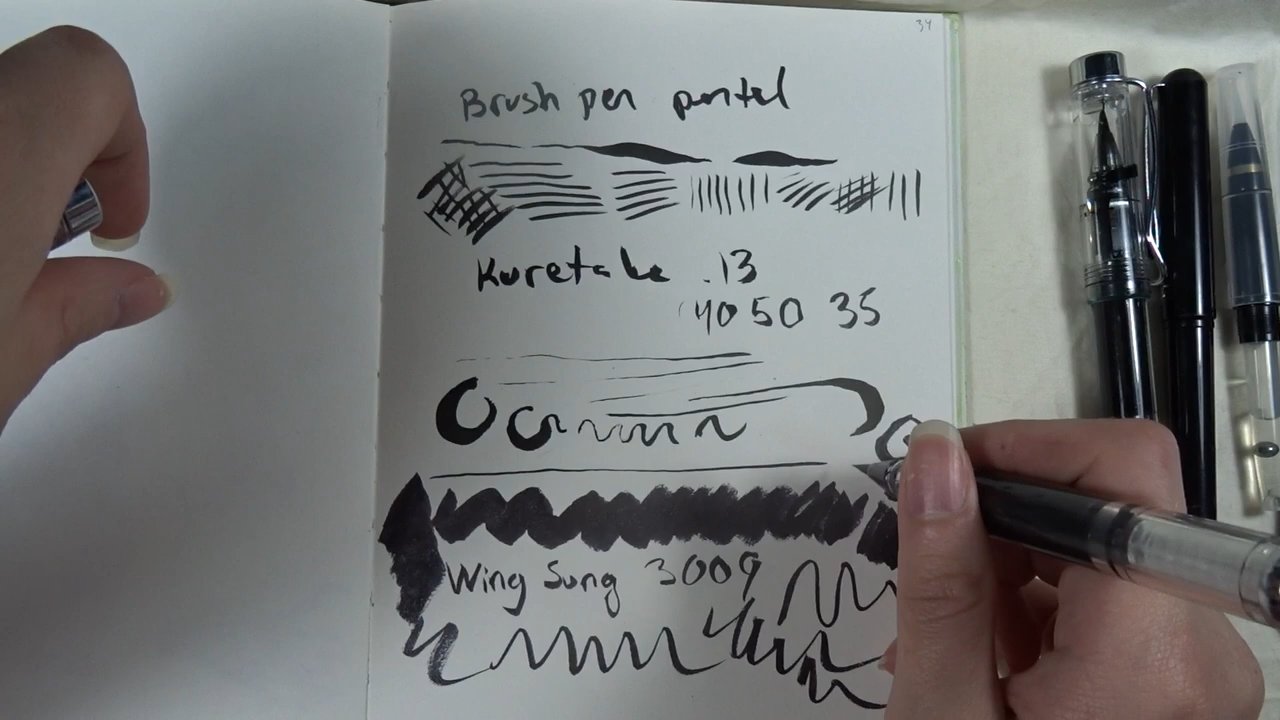 34
Brush pen pentel
Kuretake .13
40 50 35
Wing Sung 3009